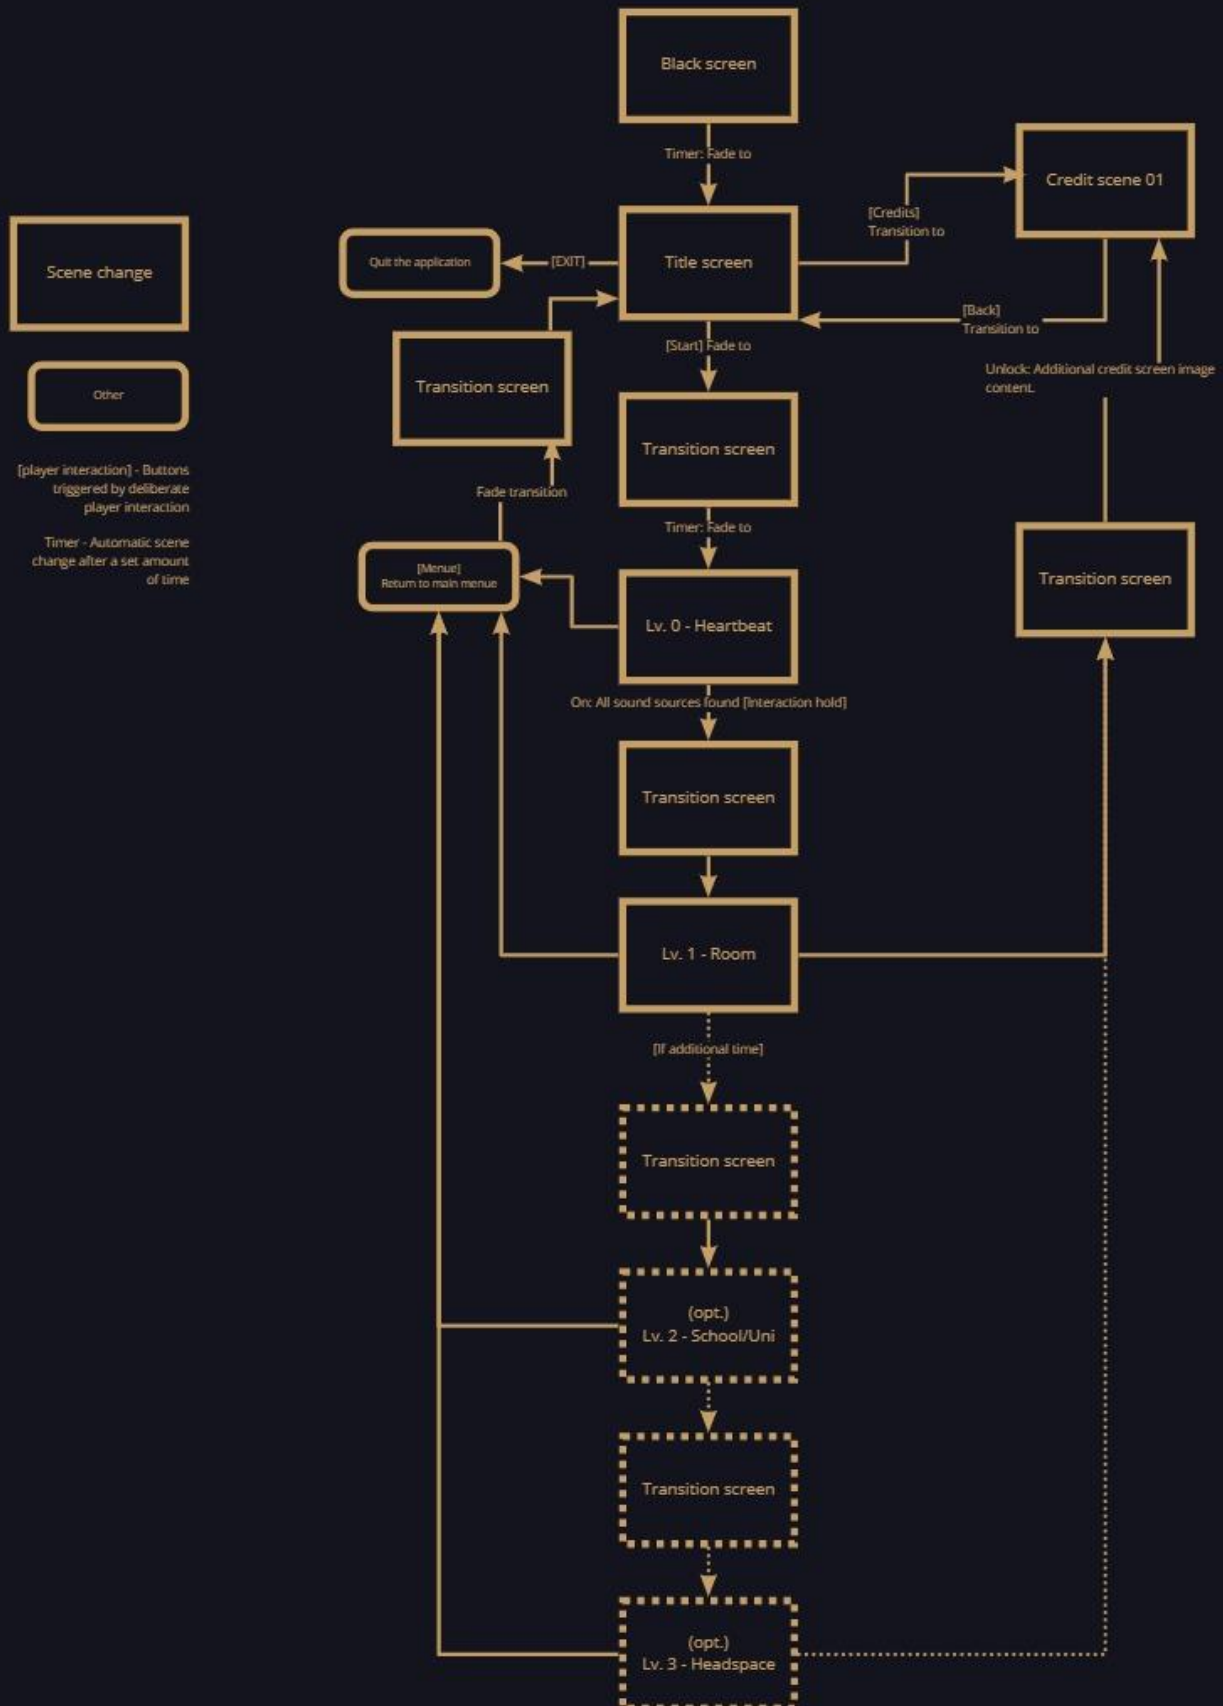 Black screen
Timer: Fade to
Credit scene 01
[Credits]
Transition to
Scene change
Quit the application
[EXIT]
Title screen
[Back]
Transition to
[Start] Fade to
Unlock: Additional credit screen image
content.
Transition screen
Other
Transition screen
[player interaction] - Buttons
triggered by deliberate
player interaction
Fade transition
Timer: Fade to
Timer - Automatic scene
change after a set amount
of time
[Menue]
Return to main menue
Transition screen
Lv. 0 - Heartbeat
On: All sound sources found [Interaction hold]
Transition screen
Lv. 1 - Room
[If additional time]
Transition screen
(opt.)
Lv. 2 - School/Uni
Transition screen
(opt.)
Lv. 3 - Headspace